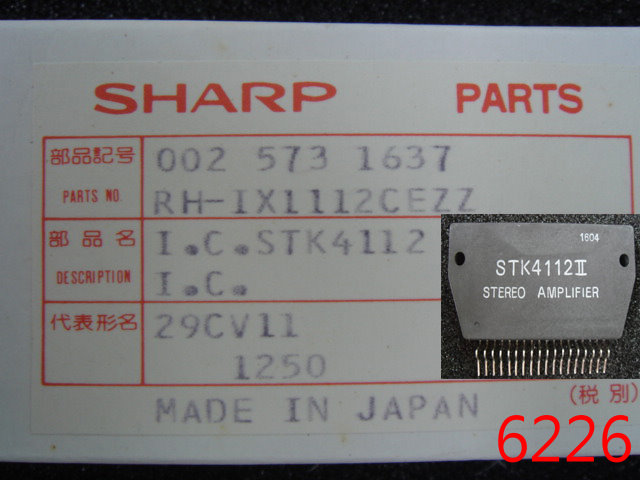 SHARP PARTS
部品記号 002 573 1637
PARTS NO. RH-IX1112CEZZ
部品名 I.C.STK4112
DESCRIPTION I.C.
代表形名 29CV11
1250
(税別)
MADE IN JAPAN
1604
STK4112II
STEREO AMPLIFIER
6226